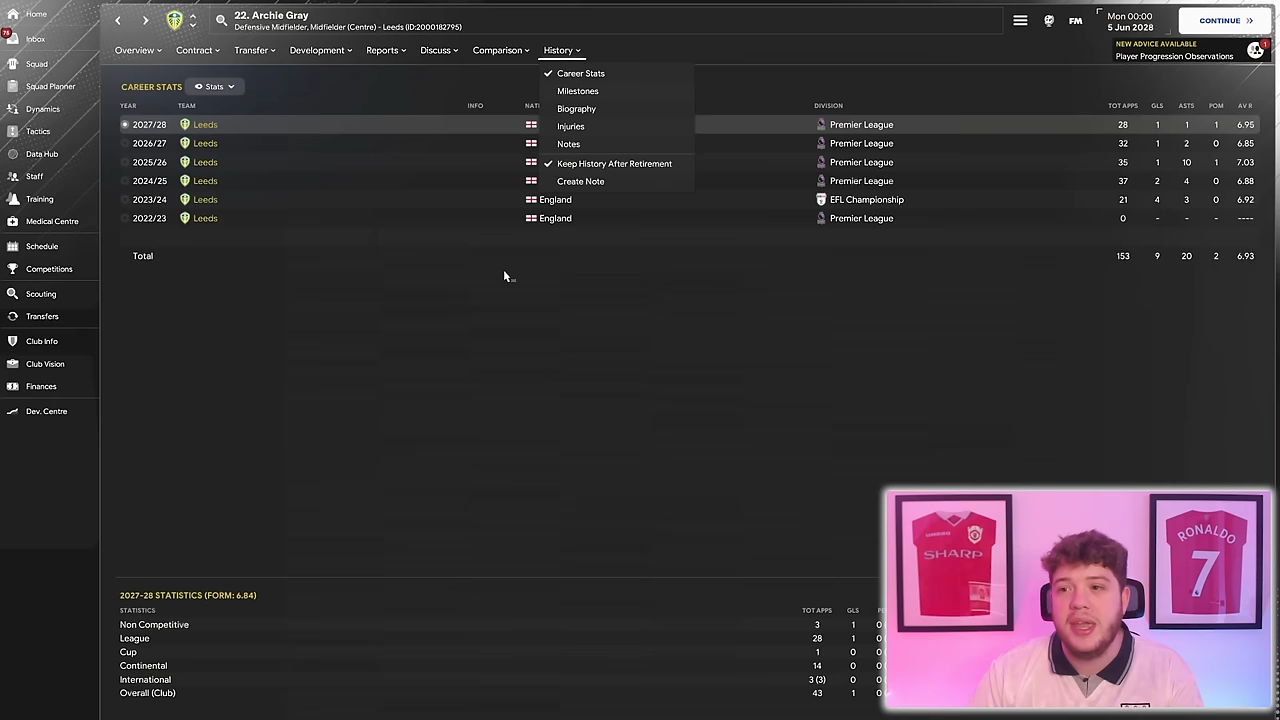 Home
22. Archie Gray
Defensive Midfielder, Midfielder (Centre) - Leeds (ID:20000182795)
FM
Mon 00:00
5 Jun 2028
CONTINUE
78
Inbox
Overview Contract Transfer Development Reports Discuss Comparison History
NEW ADVICE AVAILABLE
Player Progression Observations
1
Squad
Squad Planner
Dynamics
Tactics
Data Hub
Staff
Training
Medical Centre
Schedule
Competitions
Scouting
Transfers
Club Info
Club Vision
Finances
Dev. Centre
Stats
Milestones
Biography
Injuries
Notes
Keep History After Retirement
Create Note
CAREER STATS Stats
YEAR TEAM INFO DIVISION TOT APPS GLS ASTS POM AV R
2027/28 Leeds Premier League 28 1 1 1 6.95
2026/27 Leeds Premier League 32 1 2 0 6.85
2025/26 Leeds Premier League 35 1 10 1 7.03
2024/25 Leeds Premier League 37 2 4 0 6.88
2023/24 Leeds England EFL Championship 21 4 3 0 6.92
2022/23 Leeds England Premier League 0 - - - ----
Total 153 9 20 2 6.93
2027-28 STATISTICS (FORM: 6.84)
STATISTICS TOT APPS GLS
Non Competitive 3 1 0
League 28 1 0
Cup 1 0 0
Continental 14 0 0
International 3 (3) 0 0
Overall (Club) 43 1 0
SHARP
RONALDO
7